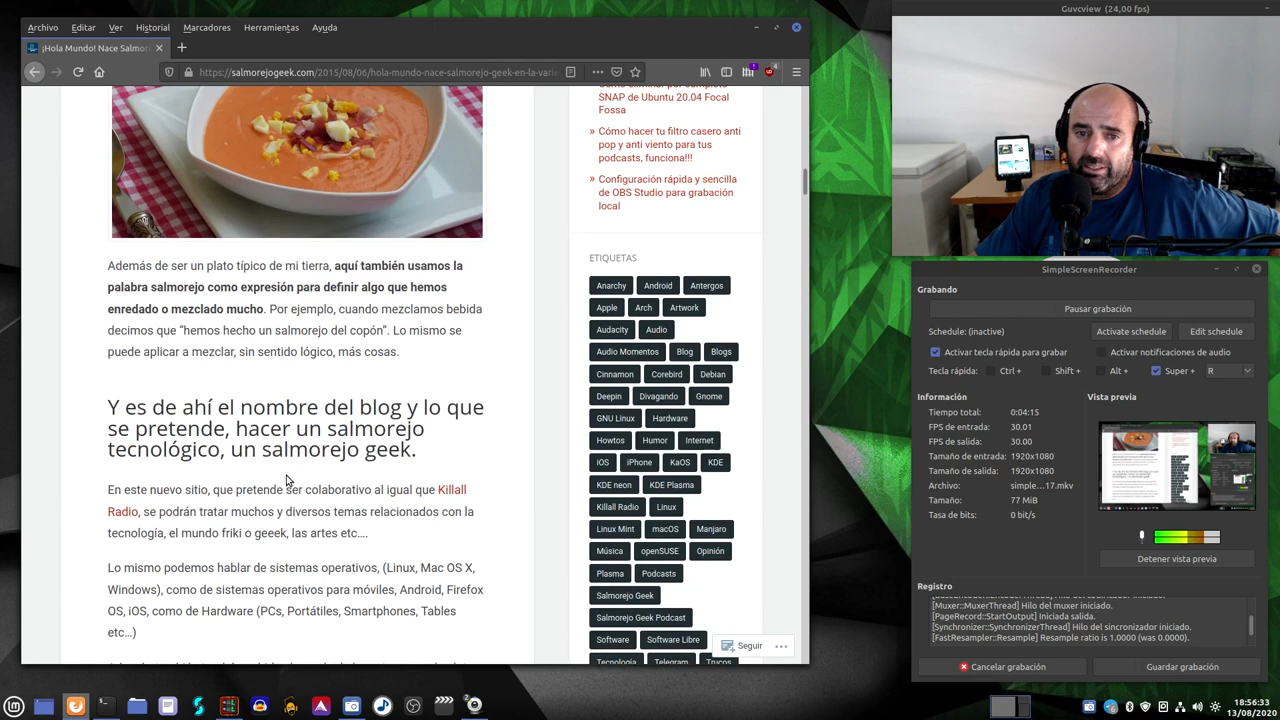 Archivo Editar Ver Historial Marcadores Herramientas Ayuda
¡Hola Mundo! Nace Salmor
https://salmorejogeek.com/2015/08/06/hola-mundo-nace-salmorejo-geek-en-la-varie
4
SNAP de Ubuntu 20.04 Focal
Fossa
» Cómo hacer tu filtro casero anti
pop y anti viento para tus
podcasts, funciona!!!
» Configuración rápida y sencilla
de OBS Studio para grabación
local
Además de ser un plato típico de mi tierra, aquí también usamos la
palabra salmorejo como expresión para definir algo que hemos
enredado o mezclado mucho. Por ejemplo, cuando mezclamos bebida
decimos que “hemos hecho un salmorejo del copón”. Lo mismo se
puede aplicar a mezclar, sin sentido lógico, más cosas.
Y es de ahí el nombre del blog y lo que
se pretende, hacer un salmorejo
tecnológico, un salmorejo geek.
En este nuevo sitio, que pretende ser colaborativo al igual que Killall
Radio, se podrán tratar muchos y diversos temas relacionados con la
tecnología, el mundo friki o geeek, las artes etc….
Lo mismo podemos hablar de sistemas operativos, (Linux, Mac OS X,
Windows), como de sistemas operativos para móviles, Android, Firefox
OS, iOS, como de Hardware (PCs, Portátiles, Smartphones, Tables
etc…)
ETIQUETAS
Anarchy Android Antergos
Apple Arch Artwork
Audacity Audio
Audio Momentos Blog Blogs
Cinnamon Corebird Debian
Deepin Divagando Gnome
GNU Linux Hardware
Howtos Humor Internet
iOS iPhone KaOS KDE
KDE neon KDE Plasma
Killall Radio Linux
Linux Mint macOS Manjaro
Música openSUSE Opinión
Plasma Podcasts
Salmorejo Geek
Salmorejo Geek Podcast
Software Software Libre
Tecnología Telegram Trucos
Seguir
Guvcview (24,00 fps)
SimpleScreenRecorder
Grabando
Pausar grabación
Schedule: (inactive) Activate schedule Edit schedule
Activar tecla rápida para grabar Activar notificaciones de audio
Tecla rápida: Ctrl + Shift + Alt + Super + R
Información
Tiempo total: 0:04:15
FPS de entrada: 30.01
FPS de salida: 30.00
Tamaño de entrada: 1920x1080
Tamaño de salida: 1920x1080
Archivo: simple...17.mkv
Tamaño: 77 MiB
Tasa de bits: 0 bit/s
Vista previa
Detener vista previa
Registro
[Muxer::MuxerThread] Hilo del muxer iniciado.
[PageRecord::StartOutput] Iniciada salida.
[Synchronizer::SynchronizerThread] Hilo del sincronizador iniciado.
[FastResampler::Resample] Resample ratio is 1.0000 (was 0.0000).
Cancelar grabación Guardar grabación
18:56:33
13/08/2020